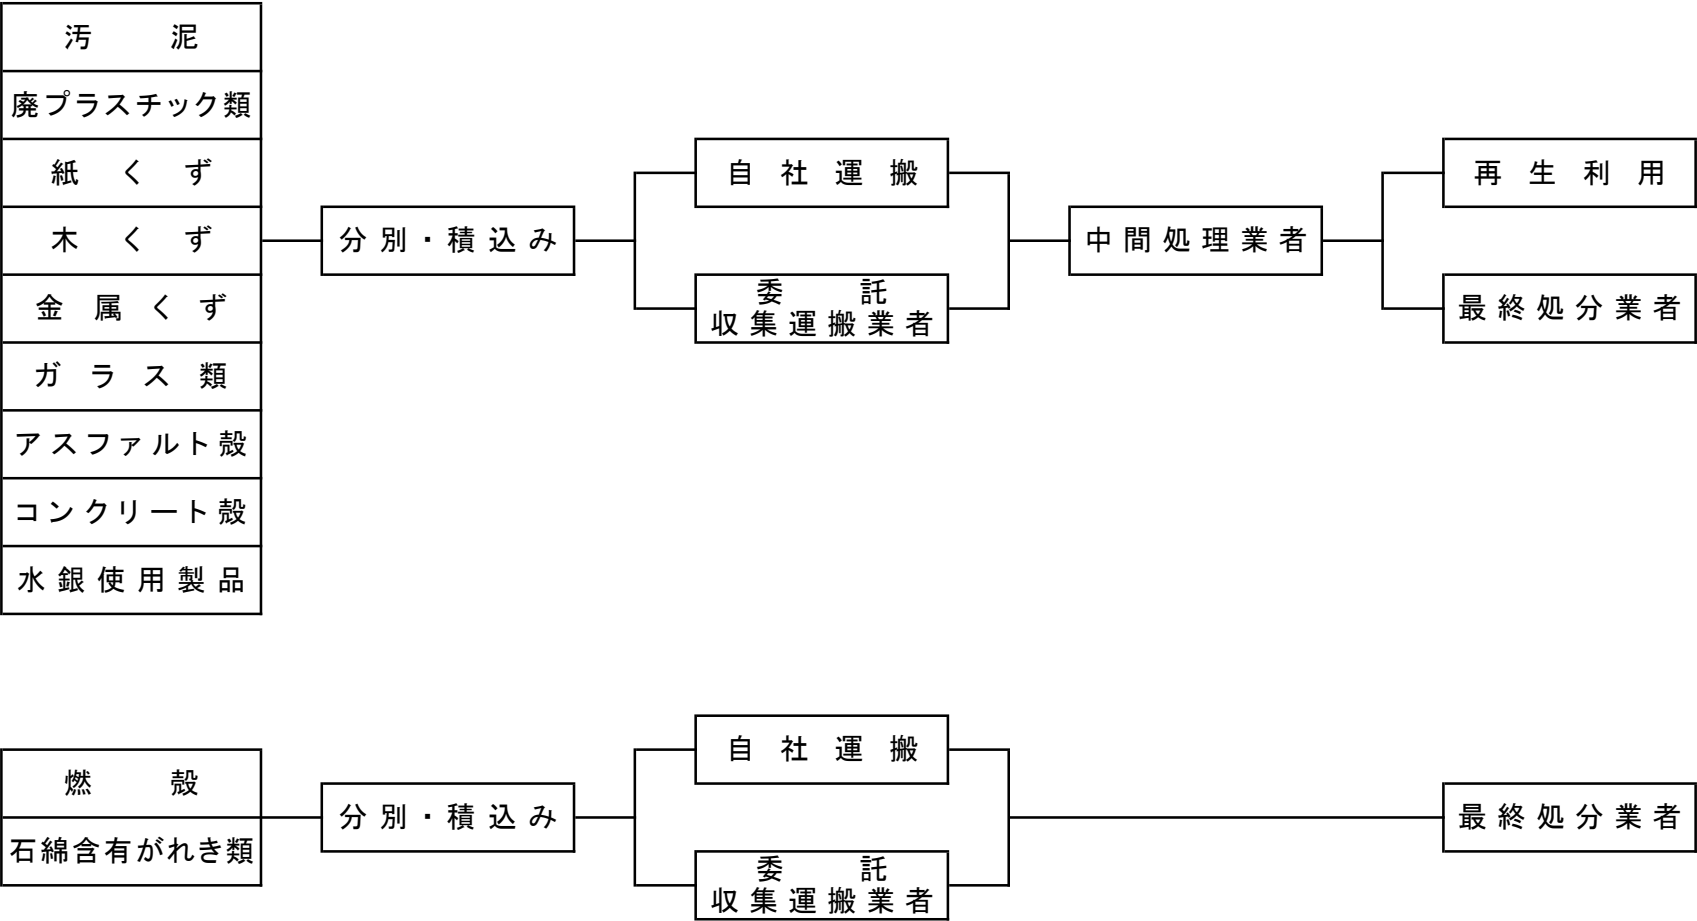 汚泥
廃プラスチック類
紙くず
木くず
金属くず
ガラス類
アスファルト殻
コンクリート殻
水銀使用製品
分別・積込み
自社運搬
委託
収集運搬業者
中間処理業者
再生利用
最終処分業者
燃殻
石綿含有がれき類
分別・積込み
自社運搬
委託
収集運搬業者
最終処分業者